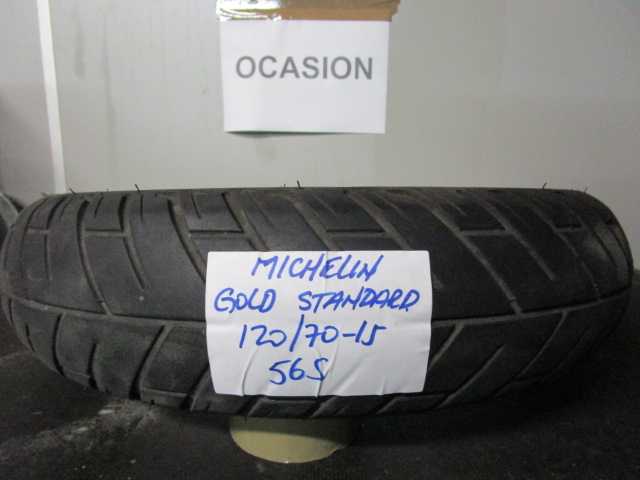 OCASION
MICHELIN
GOLD STANDARD
120/70-15
56S